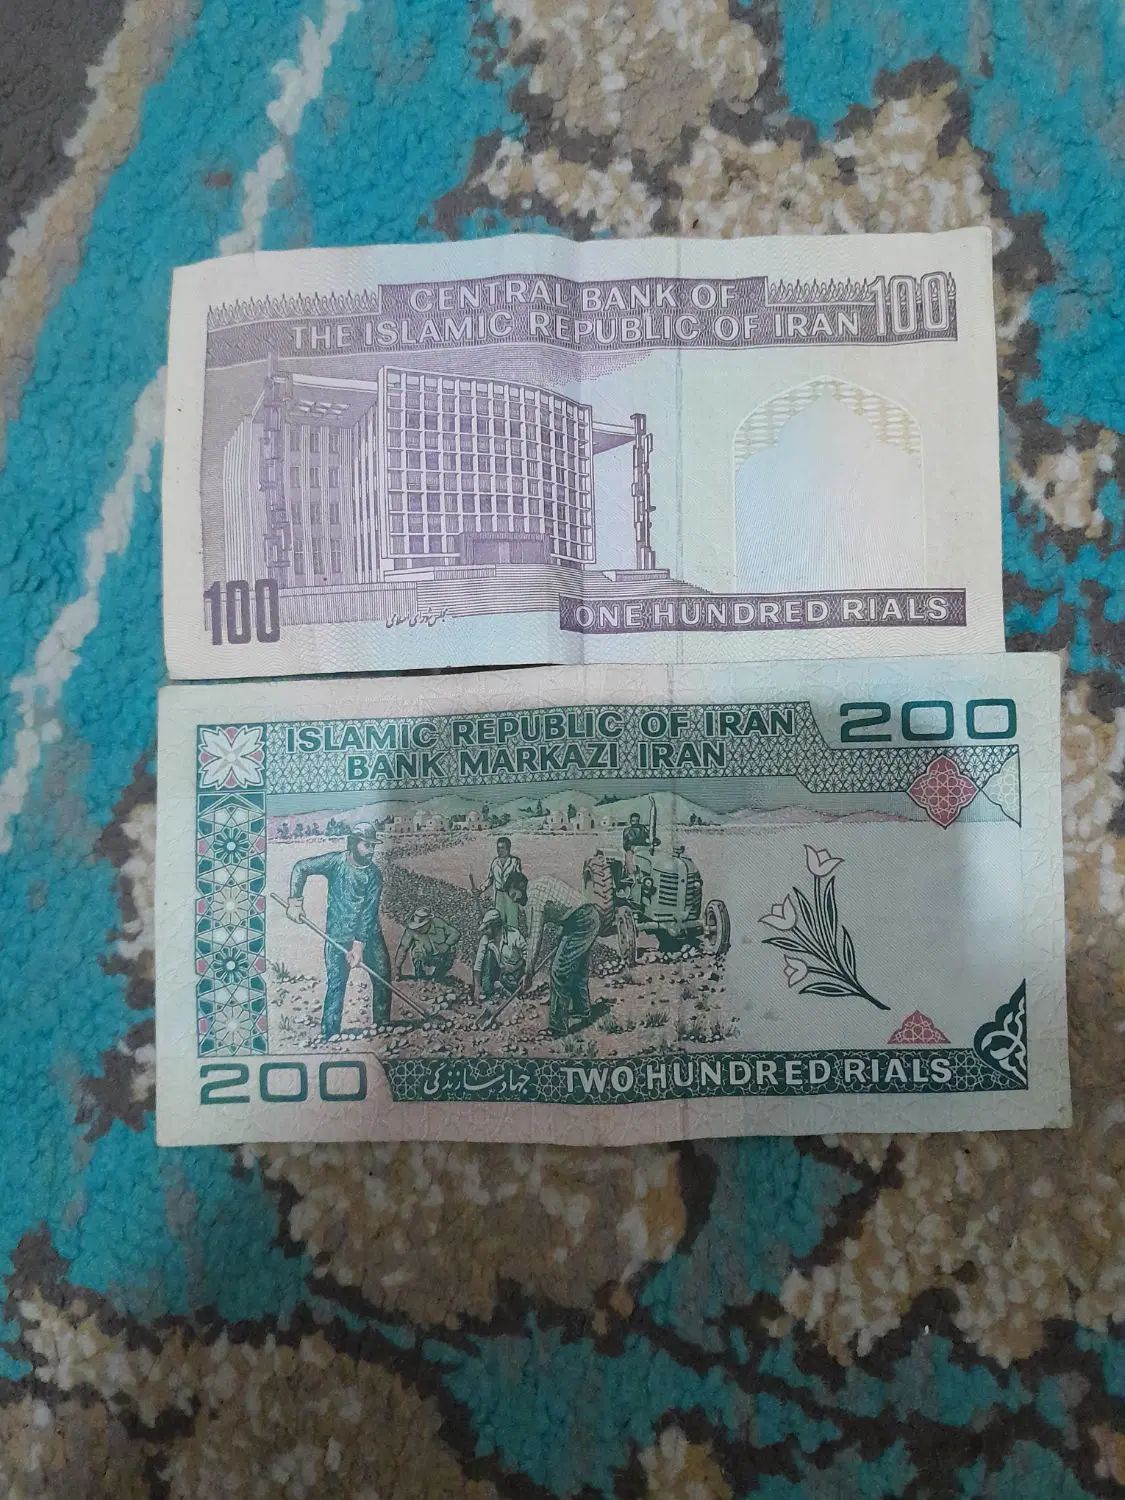 CENTRAL BANK OF
THE ISLAMIC REPUBLIC OF IRAN 100
100
مجلس شورای اسلامی
ONE HUNDRED RIALS
ISLAMIC REPUBLIC OF IRAN 200
BANK MARKAZI IRAN
200
جهاد سازندگی
TWO HUNDRED RIALS